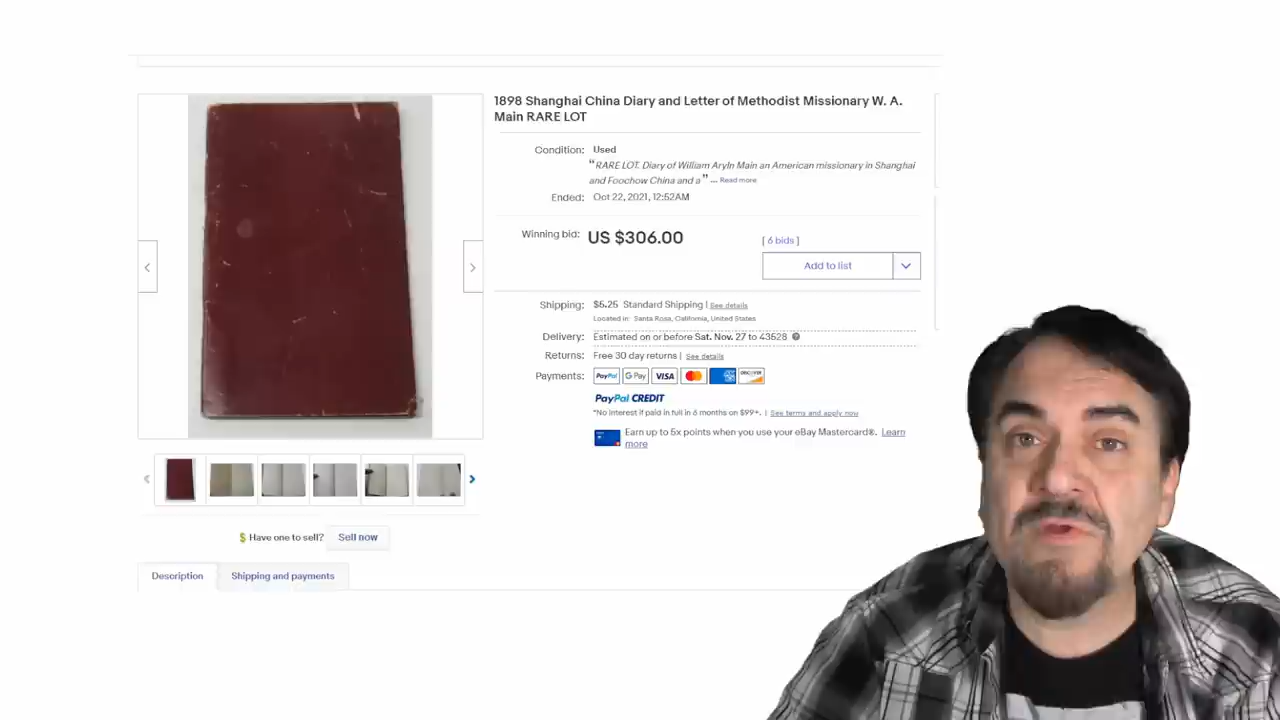 1898 Shanghai China Diary and Letter of Methodist Missionary W. A.
Main RARE LOT
Condition: Used
“RARE LOT. Diary of William Aryln Main an American missionary in Shanghai
and Foochow China and a” ... Read more
Ended: Oct 22, 2021, 12:52AM
Winning bid: US $306.00 [ 6 bids ]
Add to list
Shipping: $5.25 Standard Shipping | See details
Located in: Santa Rosa, California, United States
Delivery: Estimated on or before Sat. Nov. 27 to 43528
Returns: Free 30 day returns | See details
Payments: PayPal G Pay VISA DISCOVER
PayPal CREDIT
*No interest if paid in full in 6 months on $99+. | See terms and apply now
Earn up to 5x points when you use your eBay Mastercard®. Learn
more
$ Have one to sell? Sell now
Description Shipping and payments